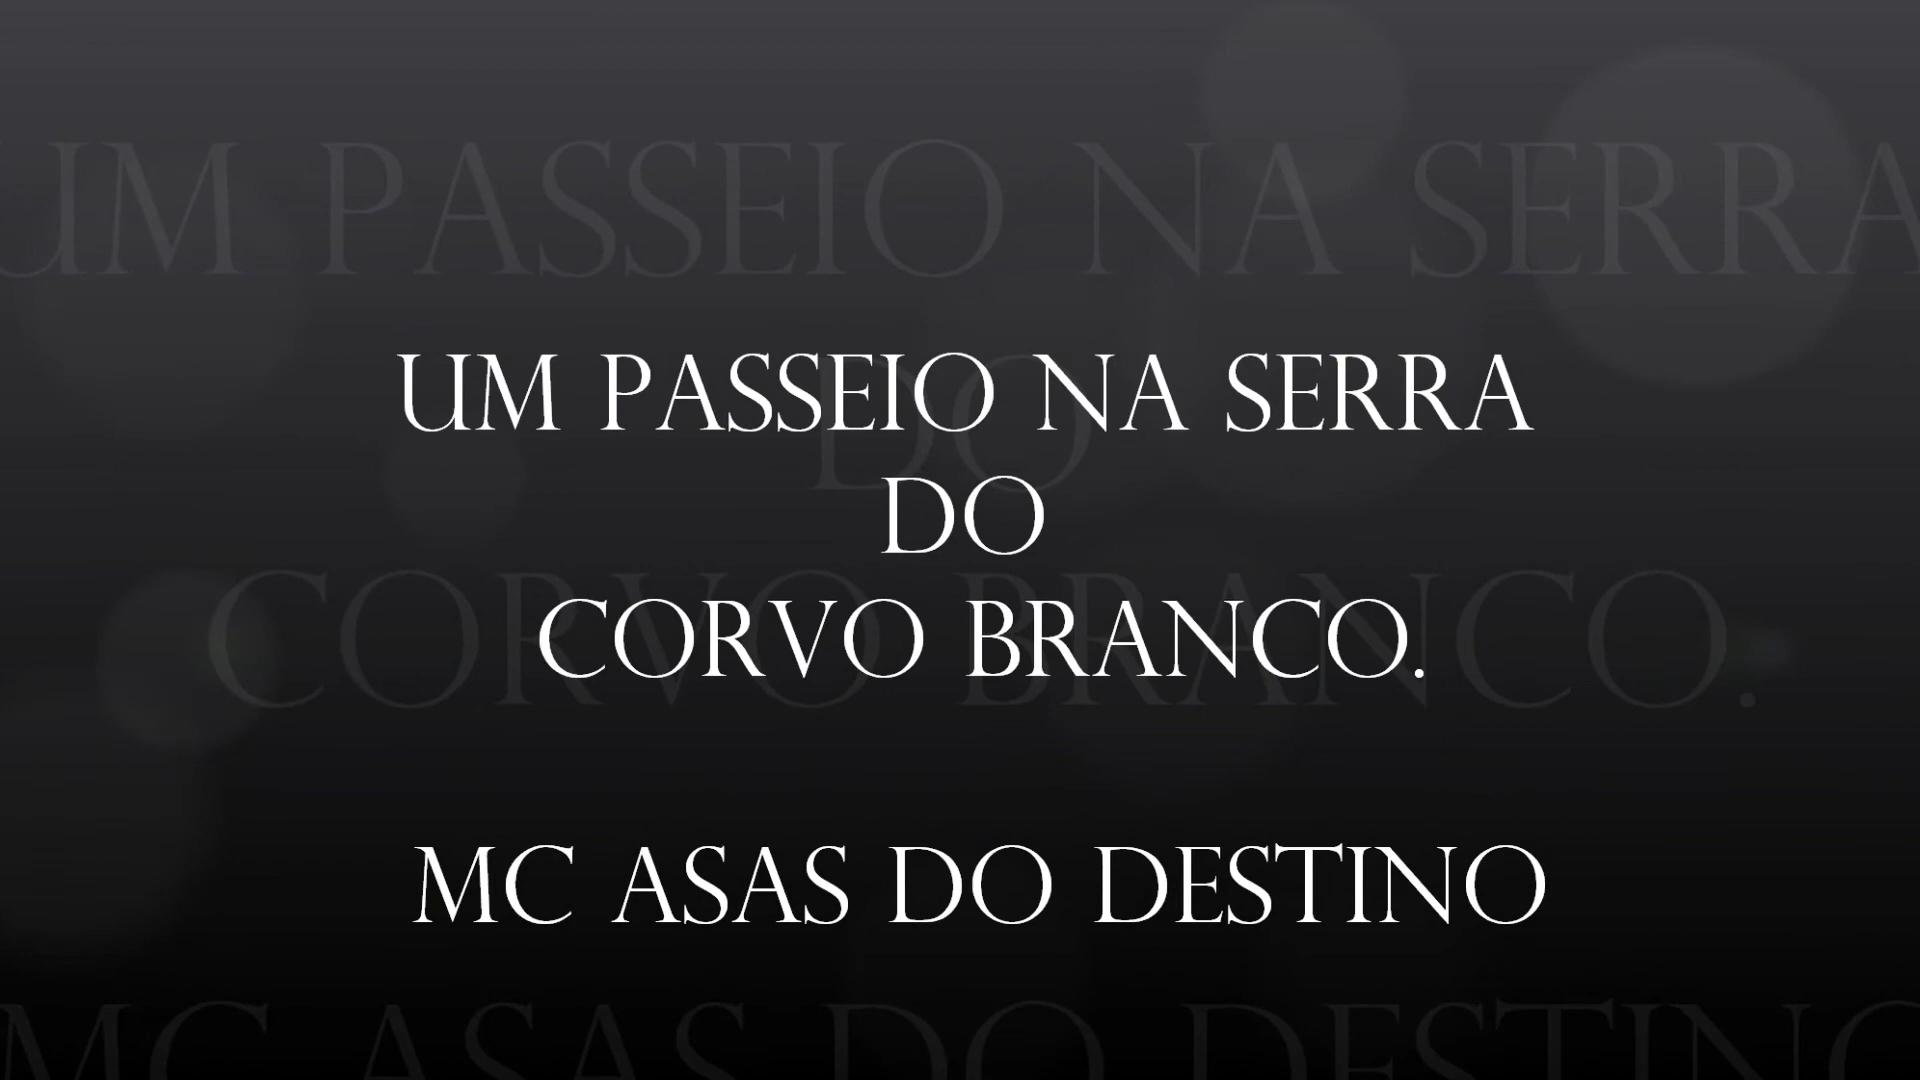 UM PASSEIO NA SERRA
DO
CORVO BRANCO.
MC ASAS DO DESTINO